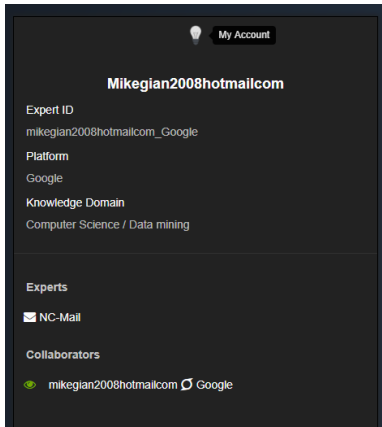 My Account
Mikegian2008hotmailcom
Expert ID
mikegian2008hotmailcom_Google
Platform
Google
Knowledge Domain
Computer Science / Data mining
Experts
NC-Mail
Collaborators
mikegian2008hotmailcom Google